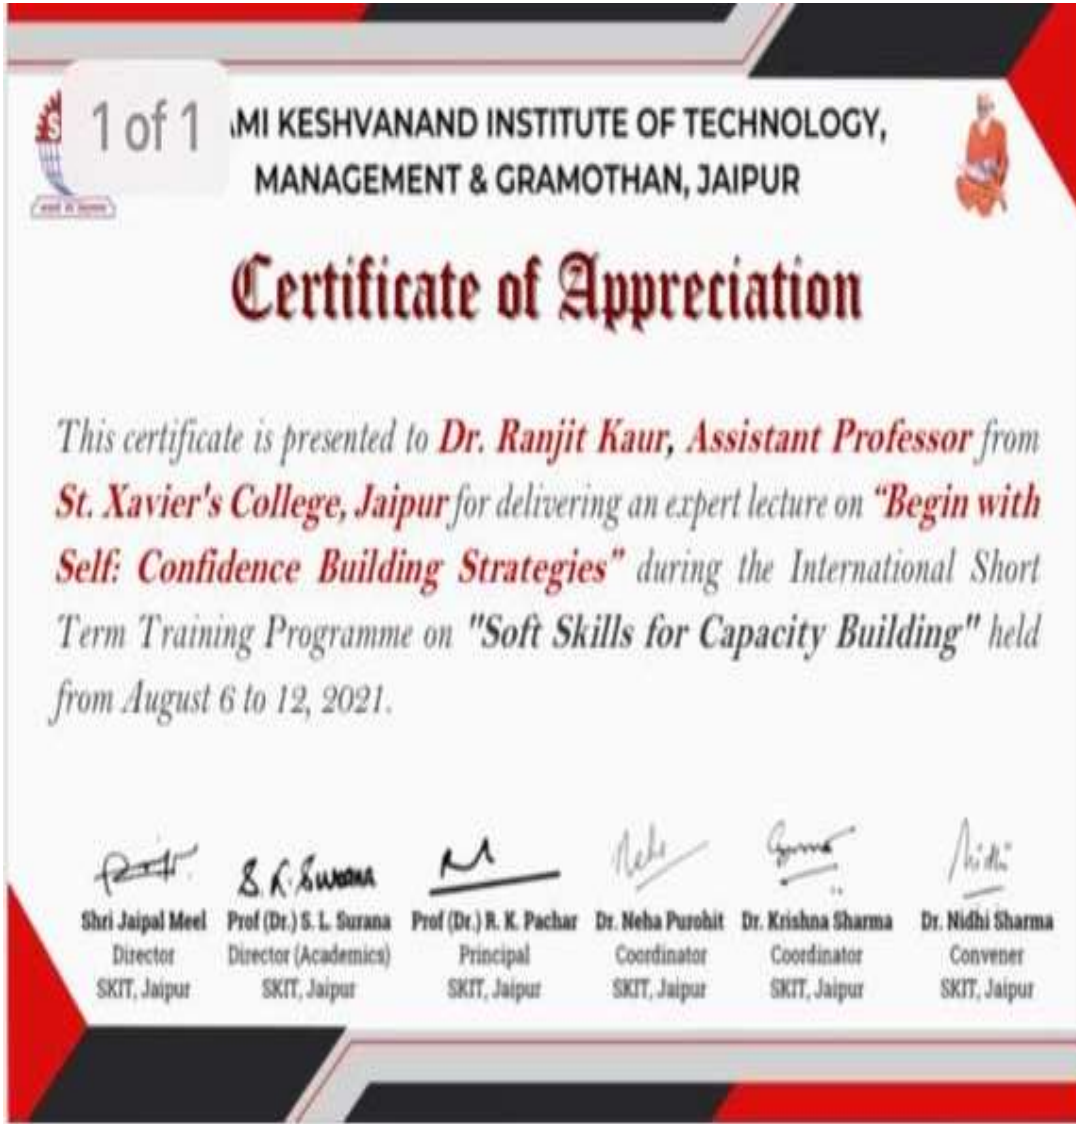 1 of 1
MI KESHVANAND INSTITUTE OF TECHNOLOGY,
MANAGEMENT & GRAMOTHAN, JAIPUR
Certificate of Appreciation
This certificate is presented to Dr. Ranjit Kaur, Assistant Professor from
St. Xavier's College, Jaipur for delivering an expert lecture on “Begin with
Self: Confidence Building Strategies” during the International Short
Term Training Programme on "Soft Skills for Capacity Building" held
from August 6 to 12, 2021.
S. L. Surana
Neha
Nidhi
Shri Jaipal Meel
Director
SKIT, Jaipur
Prof (Dr.) S. L. Surana
Director (Academics)
SKIT, Jaipur
Prof (Dr.) R. K. Pachar
Principal
SKIT, Jaipur
Dr. Neha Purohit
Coordinator
SKIT, Jaipur
Dr. Krishna Sharma
Coordinator
SKIT, Jaipur
Dr. Nidhi Sharma
Convener
SKIT, Jaipur